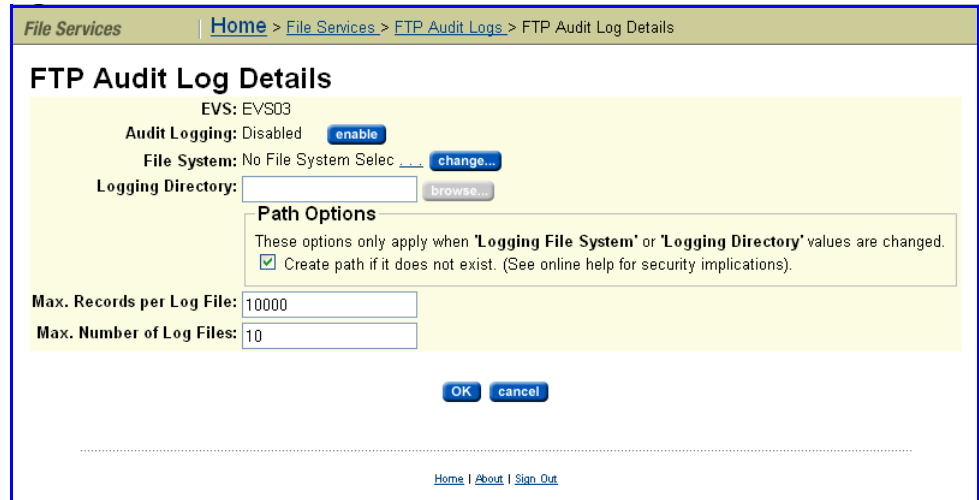 File Services Home > File Services > FTP Audit Logs > FTP Audit Log Details
FTP Audit Log Details
EVS: EVS03
Audit Logging: Disabled enable
File System: No File System Selec ... change...
Logging Directory: browse...
Path Options
These options only apply when 'Logging File System' or 'Logging Directory' values are changed.
Create path if it does not exist. (See online help for security implications).
Max. Records per Log File: 10000
Max. Number of Log Files: 10
OK cancel
Home | About | Sign Out